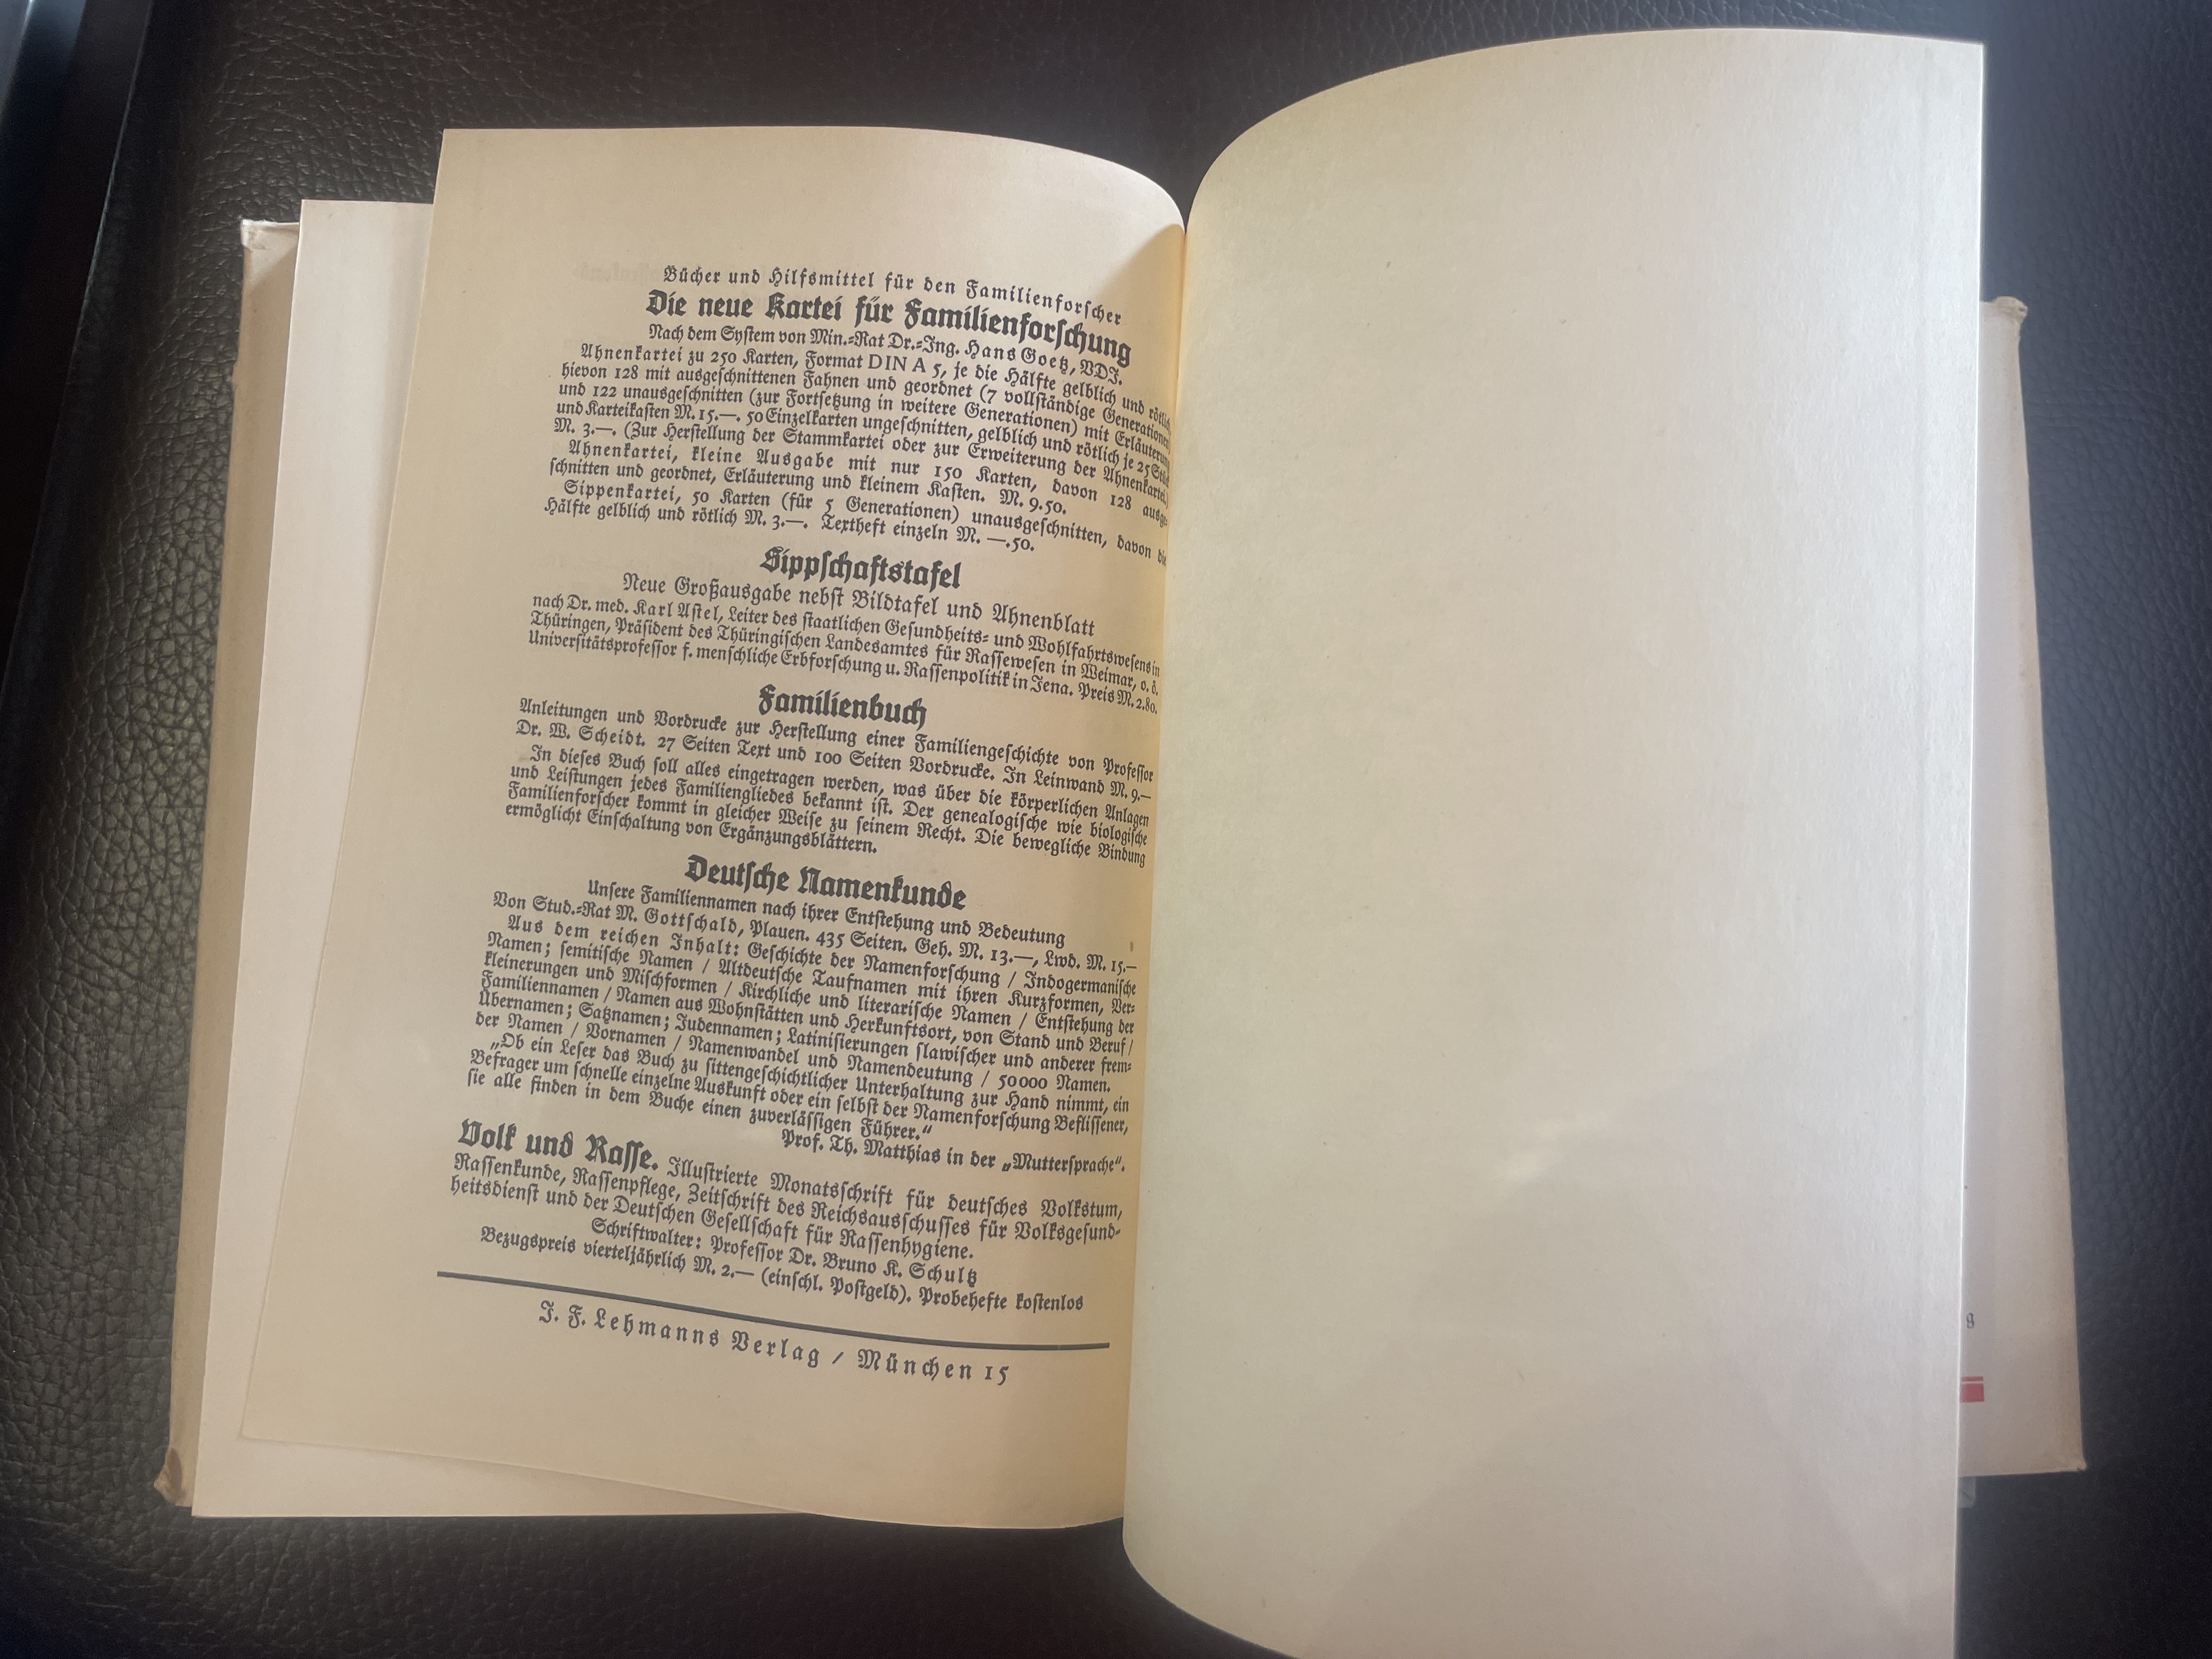 Bücher und Hilfsmittel für den Familienforscher
Die neue Kartei für Familienforschung
Nach dem System von Min.-Rat Dr.-Ing. Hans Goetz, VDI.
Ahnenkartei zu 250 Karten, Format DIN A 5, je die Hälfte gelblich und rötlich
hievon 128 mit ausgeschnittenen Fahnen und geordnet (7 vollständige Generationen
und 122 unausgeschnitten (zur Fortsetzung in weitere Generationen) mit Erläuterung
und Karteikasten M. 15.—. 50 Einzelkarten ungeschnitten, gelblich und rötlich je 25 Stück
M. 3.—. (Zur Herstellung der Stammkartei oder zur Erweiterung der Ahnenkartei.)
Ahnenkartei, kleine Ausgabe mit nur 150 Karten, davon 128 ausge-
schnitten und geordnet, Erläuterung und kleinem Kasten. M. 9.50.
Sippenkartei, 50 Karten (für 5 Generationen) unausgeschnitten, davon die
Hälfte gelblich und rötlich M. 3.—. Textheft einzeln M. —.50.
Sippschaftstafel
Neue Großausgabe nebst Bildtafel und Ahnenblatt
nach Dr. med. Karl Astel, Leiter des staatlichen Gesundheits- und Wohlfahrtswesens in
Thüringen, Präsident des Thüringischen Landesamtes für Rassewesen in Weimar, o. ö.
Universitätsprofessor f. menschliche Erbforschung u. Rassenpolitik in Jena. Preis M. 2.80.
Familienbuch
Anleitungen und Vordrucke zur Herstellung einer Familiengeschichte von Professor
Dr. W. Scheidt. 27 Seiten Text und 100 Seiten Vordrucke. In Leinwand M. 9.—
In dieses Buch soll alles eingetragen werden, was über die körperlichen Anlagen
und Leistungen jedes Familiengliedes bekannt ist. Der genealogische wie biologische
Familienforscher kommt in gleicher Weise zu seinem Recht. Die bewegliche Bindung
ermöglicht Einschaltung von Ergänzungsblättern.
Deutsche Namenkunde
Unsere Familiennamen nach ihrer Entstehung und Bedeutung
Von Stud.-Rat M. Gottschald, Plauen. 435 Seiten. Geh. M. 13.—, Lwd. M. 15.—
Aus dem reichen Inhalt: Geschichte der Namenforschung / Indogermanische
Namen; semitische Namen / Altdeutsche Taufnamen mit ihren Kurzformen, Ver-
kleinerungen und Mischformen / Kirchliche und literarische Namen / Entstehung der
Familiennamen / Namen aus Wohnstätten und Herkunftsort, von Stand und Beruf /
Übernamen; Satznamen; Judennamen; Latinisierungen slawischer und anderer frem-
der Namen / Vornamen / Namenwandel und Namendeutung / 50000 Namen.
„Ob ein Leser das Buch zu sittengeschichtlicher Unterhaltung zur Hand nimmt, ein
Befrager um schnelle einzelne Auskunft oder ein selbst der Namenforschung Beflissener,
sie alle finden in dem Buche einen zuverlässigen Führer.“
Prof. Th. Matthias in der „Muttersprache“.
Volk und Rasse. Illustrierte Monatsschrift für deutsches Volkstum,
Rassenkunde, Rassenpflege, Zeitschrift des Reichsausschusses für Volksgesund-
heitsdienst und der Deutschen Gesellschaft für Rassenhygiene.
Schriftwalter: Professor Dr. Bruno K. Schultz
Bezugspreis vierteljährlich M. 2.— (einschl. Postgeld). Probehefte kostenlos
J. F. Lehmanns Verlag / München 15